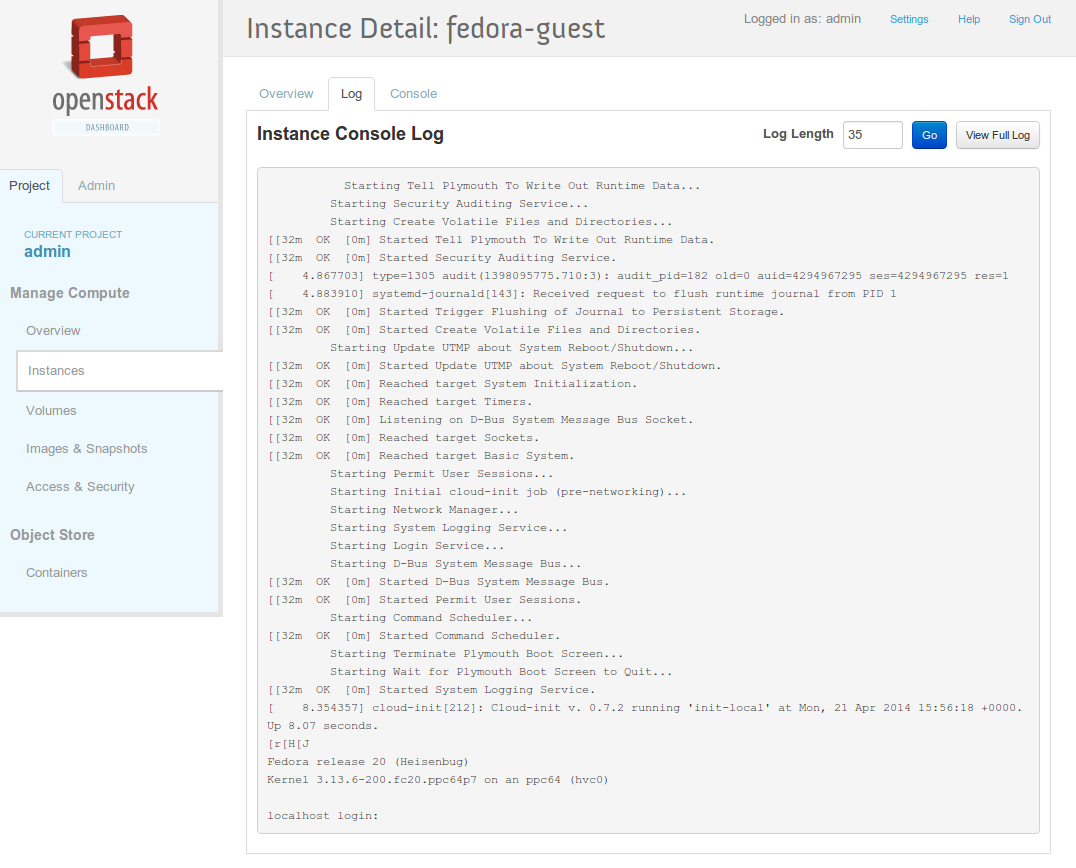 openstack
DASHBOARD
Project Admin
CURRENT PROJECT
admin
Manage Compute
Overview
Instances
Volumes
Images & Snapshots
Access & Security
Object Store
Containers
Instance Detail: fedora-guest
Logged in as: admin Settings Help Sign Out
Overview Log Console
Instance Console Log
Log Length 35 Go View Full Log
Starting Tell Plymouth To Write Out Runtime Data...
Starting Security Auditing Service...
Starting Create Volatile Files and Directories...
[[32m  OK  [0m] Started Tell Plymouth To Write Out Runtime Data.
[[32m  OK  [0m] Started Security Auditing Service.
[    4.867703] type=1305 audit(1398095775.710:3): audit_pid=182 old=0 auid=4294967295 ses=4294967295 res=1
[    4.883910] systemd-journald[143]: Received request to flush runtime journal from PID 1
[[32m  OK  [0m] Started Trigger Flushing of Journal to Persistent Storage.
[[32m  OK  [0m] Started Create Volatile Files and Directories.
Starting Update UTMP about System Reboot/Shutdown...
[[32m  OK  [0m] Started Update UTMP about System Reboot/Shutdown.
[[32m  OK  [0m] Reached target System Initialization.
[[32m  OK  [0m] Reached target Timers.
[[32m  OK  [0m] Listening on D-Bus System Message Bus Socket.
[[32m  OK  [0m] Reached target Sockets.
[[32m  OK  [0m] Reached target Basic System.
Starting Permit User Sessions...
Starting Initial cloud-init job (pre-networking)...
Starting Network Manager...
Starting System Logging Service...
Starting Login Service...
Starting D-Bus System Message Bus...
[[32m  OK  [0m] Started D-Bus System Message Bus.
[[32m  OK  [0m] Started Permit User Sessions.
Starting Command Scheduler...
[[32m  OK  [0m] Started Command Scheduler.
Starting Terminate Plymouth Boot Screen...
Starting Wait for Plymouth Boot Screen to Quit...
[[32m  OK  [0m] Started System Logging Service.
[    8.354357] cloud-init[212]: Cloud-init v. 0.7.2 running 'init-local' at Mon, 21 Apr 2014 15:56:18 +0000.
Up 8.07 seconds.
[r[H[J
Fedora release 20 (Heisenbug)
Kernel 3.13.6-200.fc20.ppc64p7 on an ppc64 (hvc0)
localhost login: